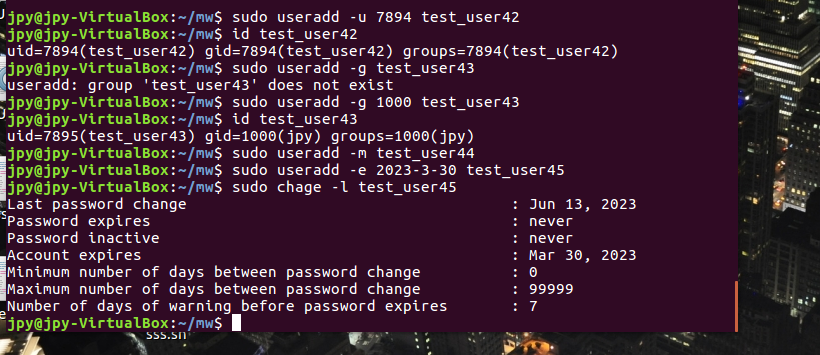 jpy@jpy-VirtualBox:~/mw$ sudo useradd -u 7894 test_user42
jpy@jpy-VirtualBox:~/mw$ id test_user42
uid=7894(test_user42) gid=7894(test_user42) groups=7894(test_user42)
jpy@jpy-VirtualBox:~/mw$ sudo useradd -g test_user43
useradd: group 'test_user43' does not exist
jpy@jpy-VirtualBox:~/mw$ sudo useradd -g 1000 test_user43
jpy@jpy-VirtualBox:~/mw$ id test_user43
uid=7895(test_user43) gid=1000(jpy) groups=1000(jpy)
jpy@jpy-VirtualBox:~/mw$ sudo useradd -m test_user44
jpy@jpy-VirtualBox:~/mw$ sudo useradd -e 2023-3-30 test_user45
jpy@jpy-VirtualBox:~/mw$ sudo chage -l test_user45
Last password change : Jun 13, 2023
Password expires : never
Password inactive : never
Account expires : Mar 30, 2023
Minimum number of days between password change : 0
Maximum number of days between password change : 99999
Number of days of warning before password expires : 7
jpy@jpy-VirtualBox:~/mw$
sss.sh